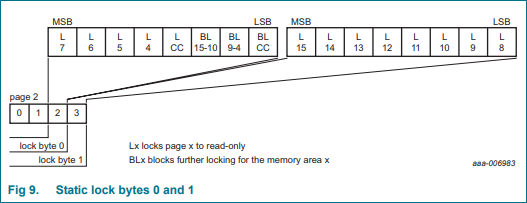 MSB LSB MSB LSB
L L L L L BL BL BL L L L L L L L L
7 6 5 4 CC 15-10 9-4 CC 15 14 13 12 11 10 9 8
page 2
0 1 2 3
lock byte 0 Lx locks page x to read-only
lock byte 1 BLx blocks further locking for the memory area x
aaa-006983
Fig 9. Static lock bytes 0 and 1